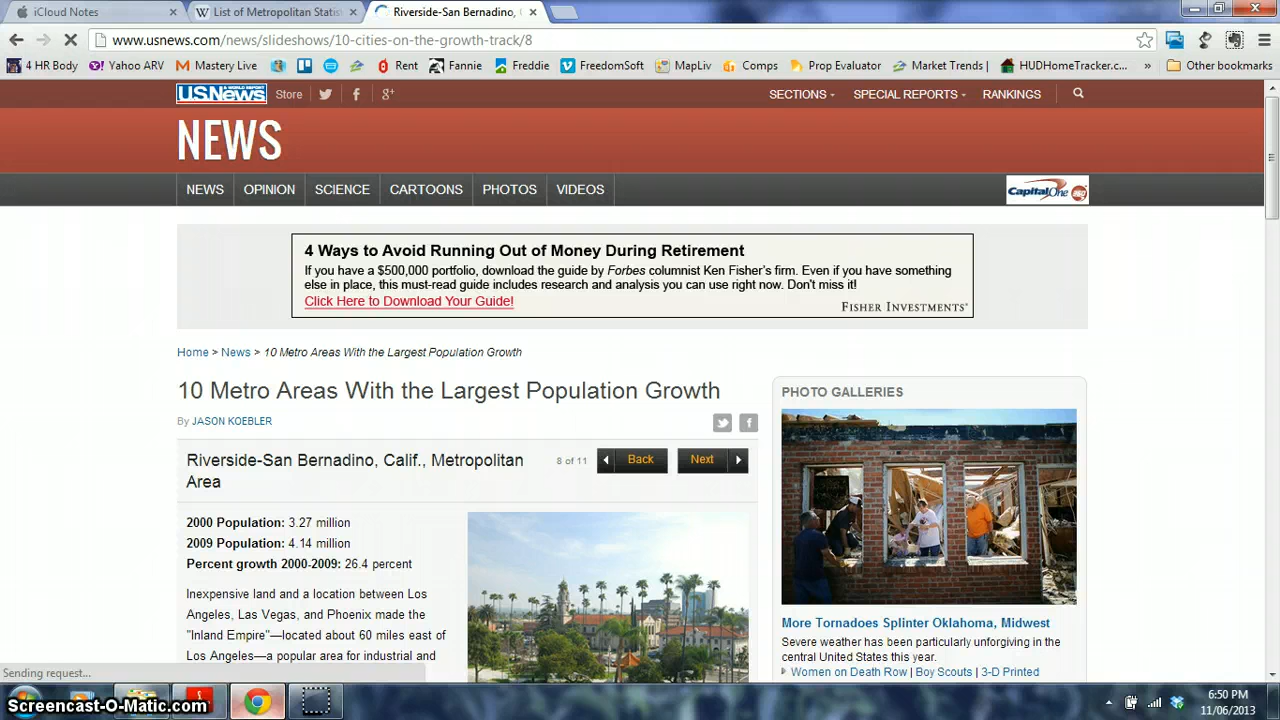 iCloud Notes
List of Metropolitan Statist
Riverside-San Bernadino, C
www.usnews.com/news/slideshows/10-cities-on-the-growth-track/8
4 HR Body
Yahoo ARV
Mastery Live
Rent
Fannie
Freddie
FreedomSoft
MapLiv
Comps
Prop Evaluator
Market Trends |
HUDHomeTracker.c...
»
Other bookmarks
USNews
Store
SECTIONS
SPECIAL REPORTS
RANKINGS
NEWS
NEWS
OPINION
SCIENCE
CARTOONS
PHOTOS
VIDEOS
CapitalOne 360
4 Ways to Avoid Running Out of Money During Retirement
If you have a $500,000 portfolio, download the guide by Forbes columnist Ken Fisher's firm. Even if you have something
else in place, this must-read guide includes research and analysis you can use right now. Don't miss it!
Click Here to Download Your Guide!
FISHER INVESTMENTS
Home > News > 10 Metro Areas With the Largest Population Growth
10 Metro Areas With the Largest Population Growth
By JASON KOEBLER
Riverside-San Bernadino, Calif., Metropolitan
Area
8 of 11
Back
Next
2000 Population: 3.27 million
2009 Population: 4.14 million
Percent growth 2000-2009: 26.4 percent
Inexpensive land and a location between Los
Angeles, Las Vegas, and Phoenix made the
"Inland Empire"—located about 60 miles east of
Los Angeles—a popular area for industrial and
PHOTO GALLERIES
More Tornadoes Splinter Oklahoma, Midwest
Severe weather has been particularly unforgiving in the
central United States this year.
Women on Death Row | Boy Scouts | 3-D Printed
Sending request...
Screencast-O-Matic.com
6:50 PM
11/06/2013